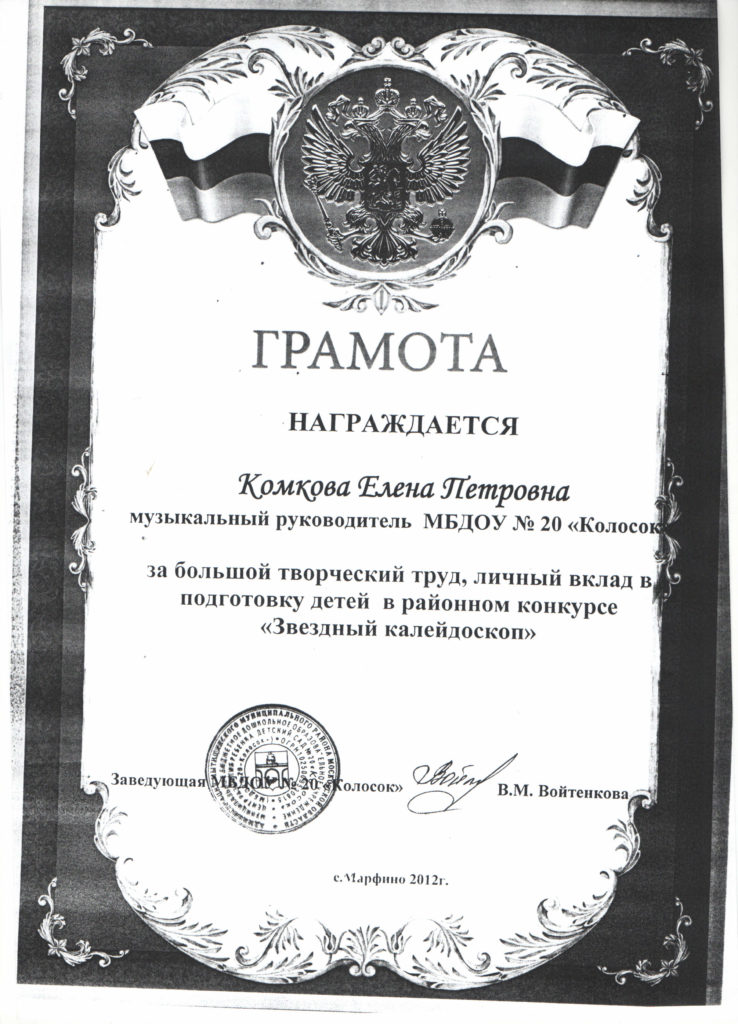 ГРАМОТА
НАГРАЖДАЕТСЯ
Комкова Елена Петровна
музыкальный руководитель МБДОУ № 20 «Колосок
за большой творческий труд, личный вклад в
подготовку детей в районном конкурсе
«Звездный калейдоскоп»
Заведующая МБДОУ № 20 «Колосок»
В.М. Войтенкова
с.Марфино 2012г.